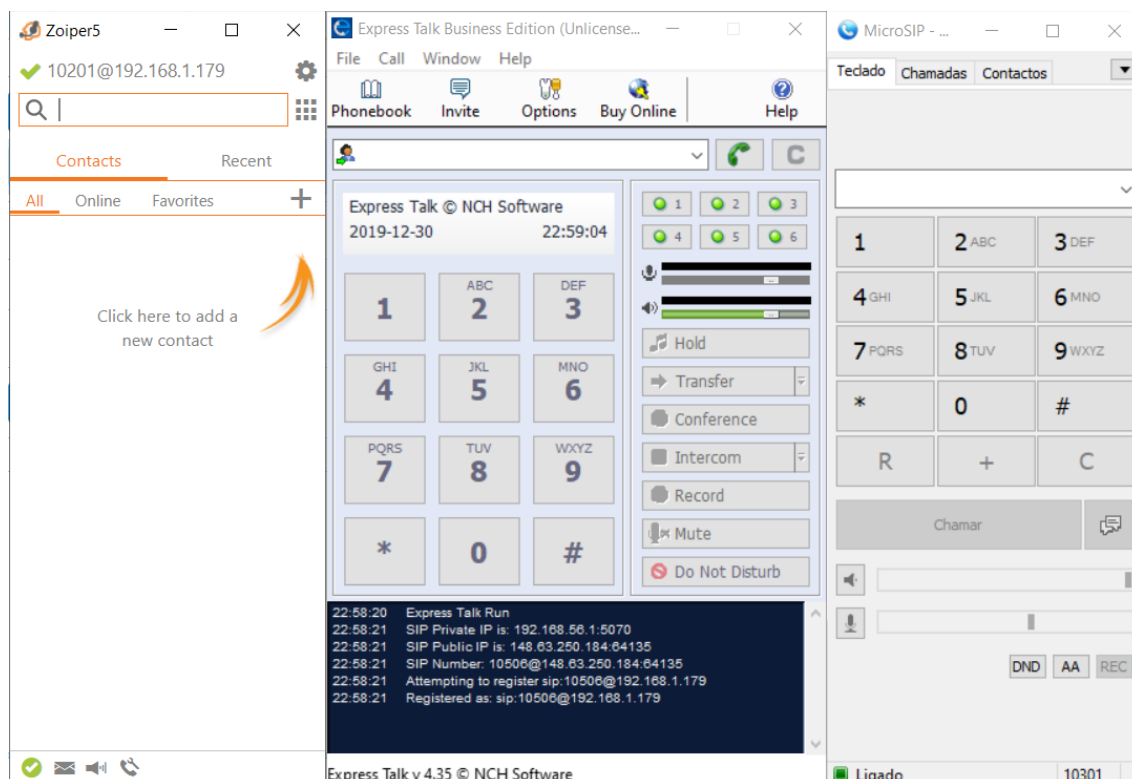 Zoiper5
10201@192.168.1.179
Contacts Recent
All Online Favorites
Click here to add a
new contact
Express Talk Business Edition (Unlicense...
File Call Window Help
Phonebook Invite Options Buy Online Help
C
Express Talk © NCH Software
2019-12-30 22:59:04
1 2 3
4 5 6
1 ABC 2 DEF 3
GHI 4 JKL 5 MNO 6
PQRS 7 TUV 8 WXYZ 9
* 0 #
Hold
Transfer
Conference
Intercom
Record
Mute
Do Not Disturb
22:58:20 Express Talk Run
22:58:21 SIP Private IP is: 192.168.56.1:5070
22:58:21 SIP Public IP is: 148.63.250.184:64135
22:58:21 SIP Number: 10506@148.63.250.184:64135
22:58:21 Attempting to register sip:10506@192.168.1.179
22:58:21 Registered as: sip:10506@192.168.1.179
Express Talk v 4.35 © NCH Software
MicroSIP - ...
Teclado Chamadas Contactos
1 2 ABC 3 DEF
4 GHI 5 JKL 6 MNO
7 PQRS 8 TUV 9 WXYZ
* 0 #
R + C
Chamar
DND AA REC
Ligado 10301